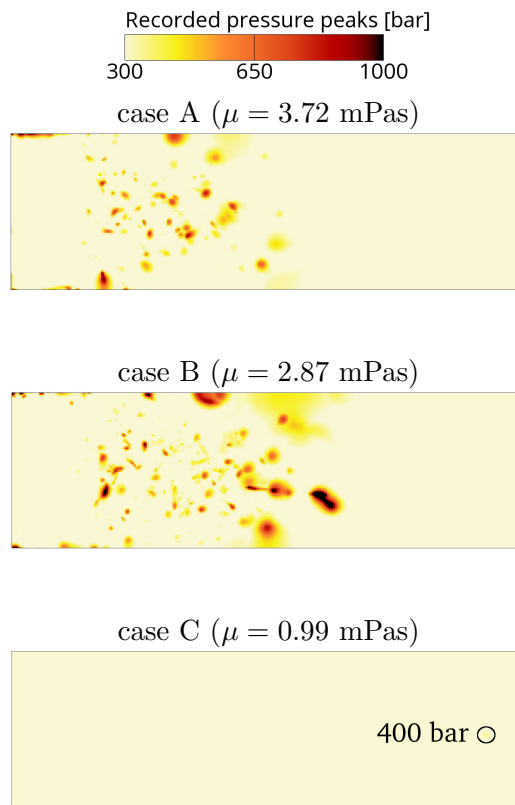 Recorded pressure peaks [bar]
300 650 1000
case A (μ = 3.72 mPas)
case B (μ = 2.87 mPas)
case C (μ = 0.99 mPas)
400 bar